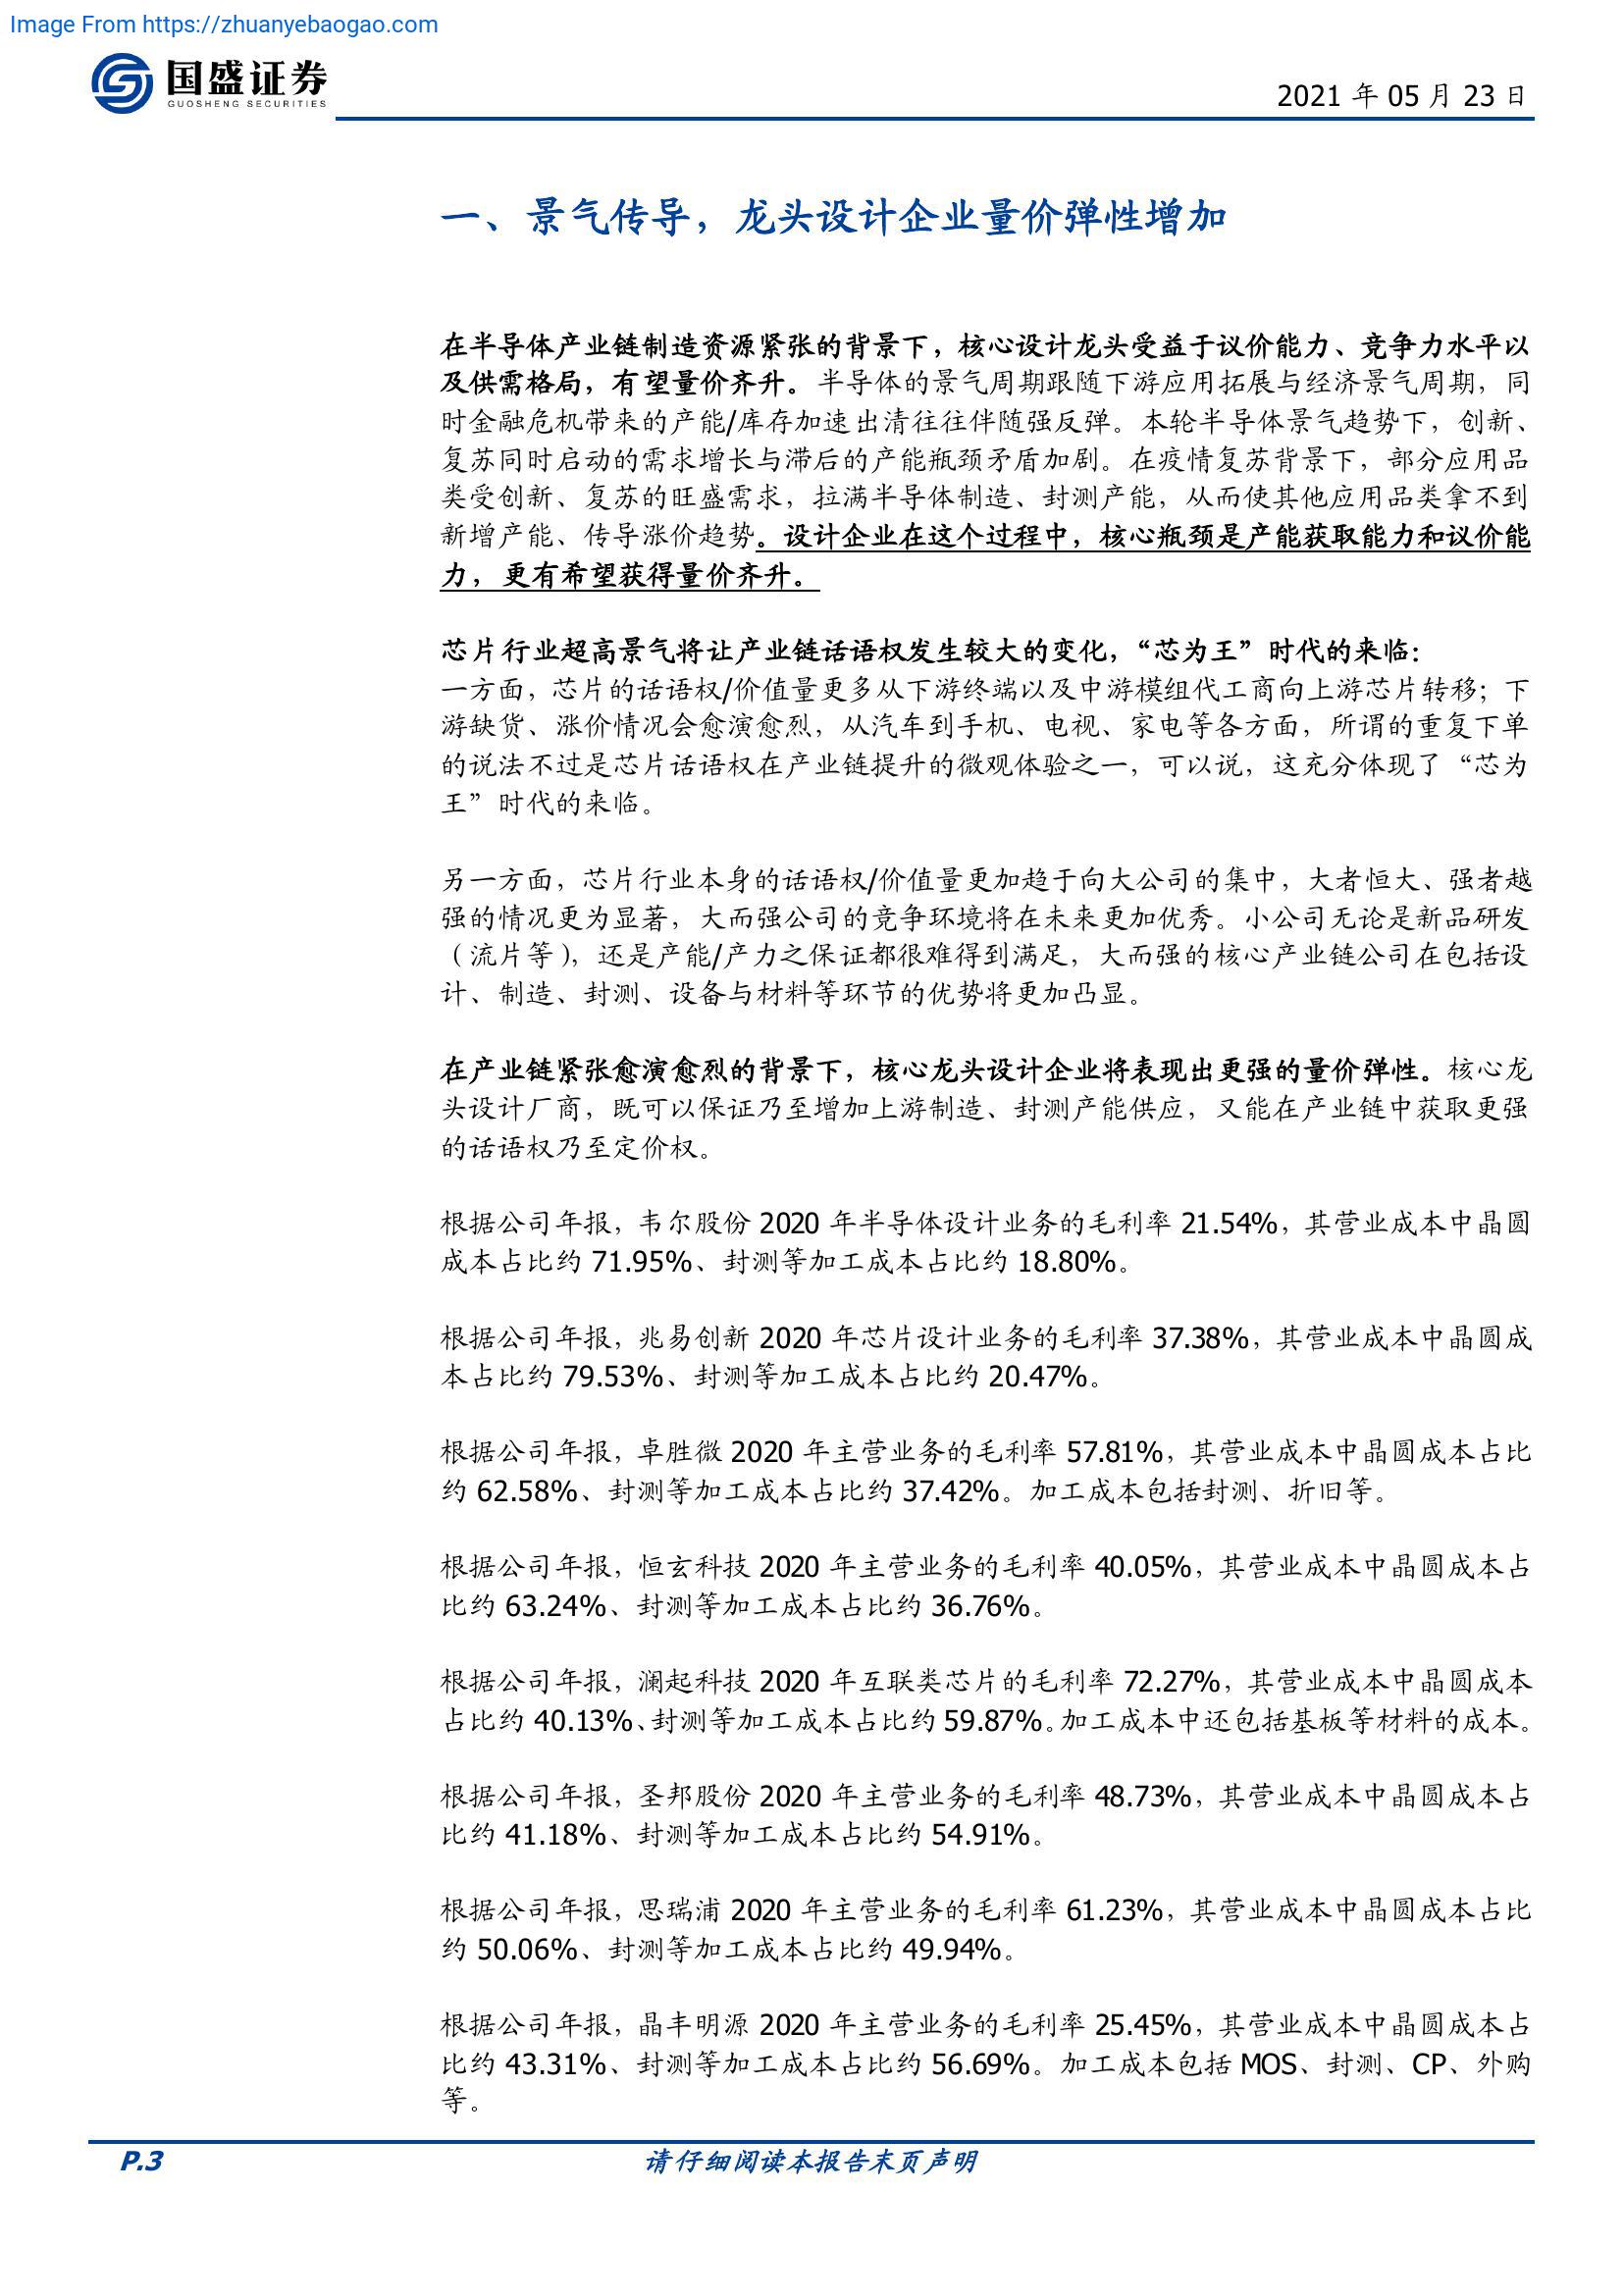 Image From https://zhuanyebaogao.com
国盛证券
GUOSHENG SECURITIES
2021 年 05 月 23 日
一、景气传导，龙头设计企业量价弹性增加
在半导体产业链制造资源紧张的背景下，核心设计龙头受益于议价能力、竞争力水平以
及供需格局，有望量价齐升。半导体的景气周期跟随下游应用拓展与经济景气周期，同
时金融危机带来的产能/库存加速出清往往伴随强反弹。本轮半导体景气趋势下，创新、
复苏同时启动的需求增长与滞后的产能瓶颈矛盾加剧。在疫情复苏背景下，部分应用品
类受创新、复苏的旺盛需求，拉满半导体制造、封测产能，从而使其他应用品类拿不到
新增产能、传导涨价趋势。设计企业在这个过程中，核心瓶颈是产能获取能力和议价能
力，更有希望获得量价齐升。
芯片行业超高景气将让产业链话语权发生较大的变化，“芯为王”时代的来临：
一方面，芯片的话语权/价值量更多从下游终端以及中游模组代工商向上游芯片转移；下
游缺货、涨价情况会愈演愈烈，从汽车到手机、电视、家电等各方面，所谓的重复下单
的说法不过是芯片话语权在产业链提升的微观体验之一，可以说，这充分体现了“芯为
王”时代的来临。
另一方面，芯片行业本身的话语权/价值量更加趋于向大公司的集中，大者恒大、强者越
强的情况更为显著，大而强公司的竞争环境将在未来更加优秀。小公司无论是新品研发
（流片等），还是产能/产力之保证都很难得到满足，大而强的核心产业链公司在包括设
计、制造、封测、设备与材料等环节的优势将更加凸显。
在产业链紧张愈演愈烈的背景下，核心龙头设计企业将表现出更强的量价弹性。核心龙
头设计厂商，既可以保证乃至增加上游制造、封测产能供应，又能在产业链中获取更强
的话语权乃至定价权。
根据公司年报，韦尔股份 2020 年半导体设计业务的毛利率 21.54%，其营业成本中晶圆
成本占比约 71.95%、封测等加工成本占比约 18.80%。
根据公司年报，兆易创新 2020 年芯片设计业务的毛利率 37.38%，其营业成本中晶圆成
本占比约 79.53%、封测等加工成本占比约 20.47%。
根据公司年报，卓胜微 2020 年主营业务的毛利率 57.81%，其营业成本中晶圆成本占比
约 62.58%、封测等加工成本占比约 37.42%。加工成本包括封测、折旧等。
根据公司年报，恒玄科技 2020 年主营业务的毛利率 40.05%，其营业成本中晶圆成本占
比约 63.24%、封测等加工成本占比约 36.76%。
根据公司年报，澜起科技 2020 年互联类芯片的毛利率 72.27%，其营业成本中晶圆成本
占比约 40.13%、封测等加工成本占比约 59.87%。加工成本中还包括基板等材料的成本。
根据公司年报，圣邦股份 2020 年主营业务的毛利率 48.73%，其营业成本中晶圆成本占
比约 41.18%、封测等加工成本占比约 54.91%。
根据公司年报，思瑞浦 2020 年主营业务的毛利率 61.23%，其营业成本中晶圆成本占比
约 50.06%、封测等加工成本占比约 49.94%。
根据公司年报，晶丰明源 2020 年主营业务的毛利率 25.45%，其营业成本中晶圆成本占
比约 43.31%、封测等加工成本占比约 56.69%。加工成本包括 MOS、封测、CP、外购
等。
P.3
请仔细阅读本报告末页声明